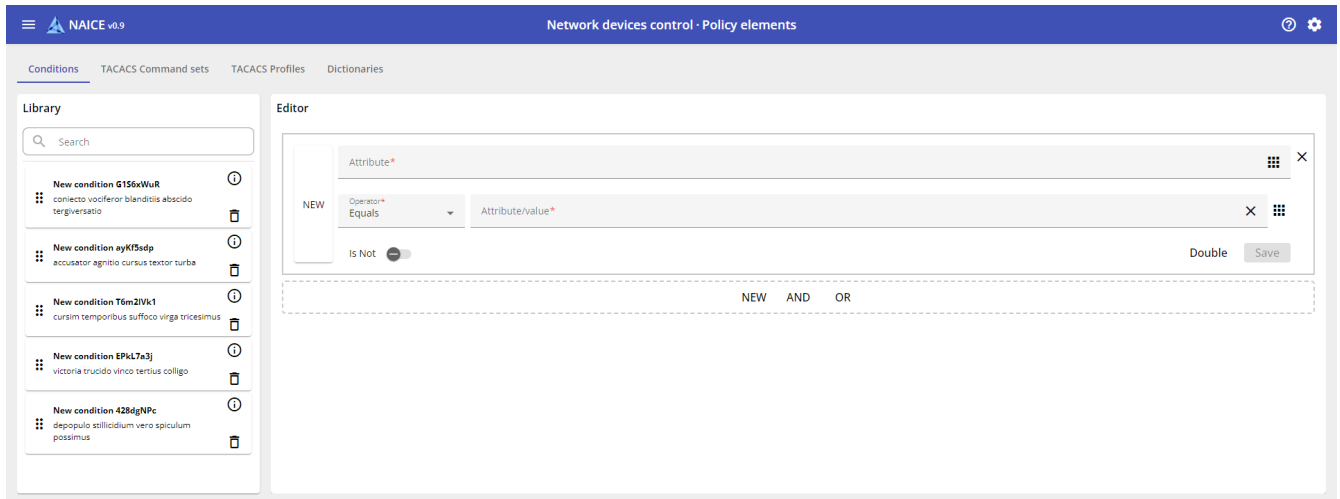 NAICE v0.9
Network devices control · Policy elements
Conditions
TACACS Command sets
TACACS Profiles
Dictionaries
Library
Search
New condition G1S6xWuR
coniecto vociferor blanditiis abscido
tergiversatio
New condition ayKf5sdp
accusator agnitio cursus textor turba
New condition T6m2IVk1
cursim temporibus suffoco virga tricesimus
New condition EPkL7a3j
victoria trucido vinco tertius colligo
New condition 428dgNPc
depopulo stillicidium vero spiculum
possimus
Editor
NEW
Attribute*
Operator*
Equals
Attribute/value*
Is Not
Double
Save
NEW AND OR